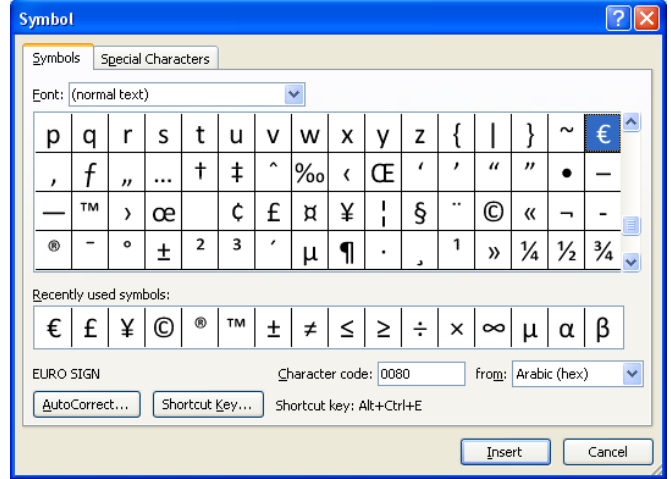 Symbol
Symbols Special Characters
Font: (normal text)
p q r s t u v w x y z { | } ~ €
‚ ƒ „ … † ‡ ˆ ‰ ‹ Œ ‘ ’ “ ” • –
— ™ › œ ¢ £ ¤ ¥ ¦ § ¨ © « ¬ -
® ¯ ° ± ² ³ ´ µ ¶ · ¸ ¹ » ¼ ½ ¾
Recently used symbols:
€ £ ¥ © ® ™ ± ≠ ≤ ≥ ÷ × ∞ µ α β
EURO SIGN Character code: 0080 from: Arabic (hex)
AutoCorrect... Shortcut Key... Shortcut key: Alt+Ctrl+E
Insert Cancel